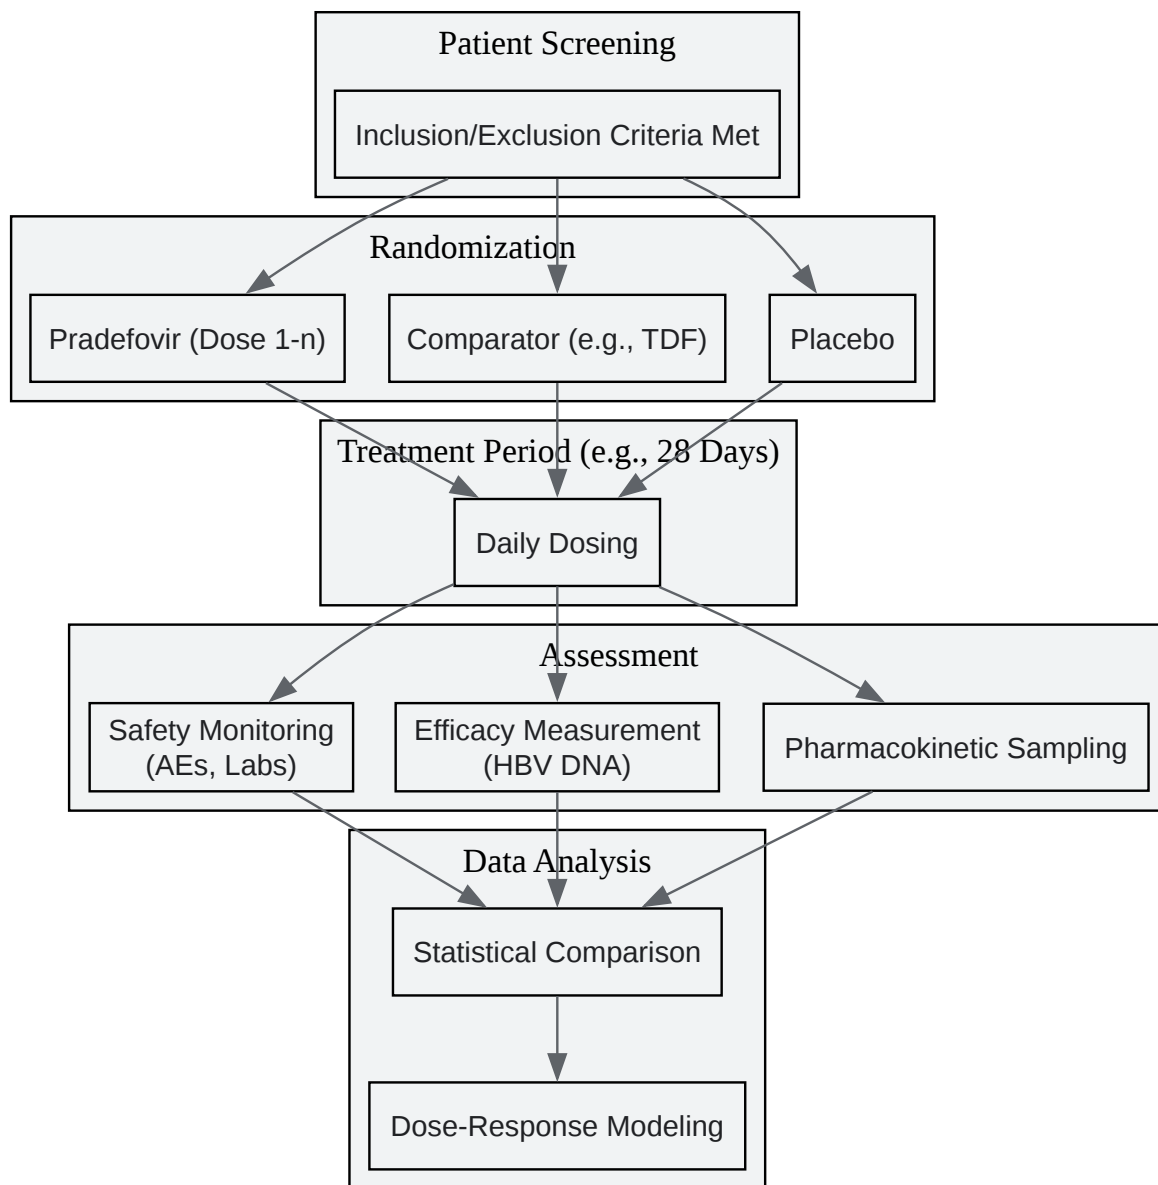 Patient Screening
Inclusion/Exclusion Criteria Met
Randomization
Pradefovir (Dose 1-n)
Comparator (e.g., TDF)
Placebo
Treatment Period (e.g., 28 Days)
Daily Dosing
Assessment
Safety Monitoring
(AEs, Labs)
Efficacy Measurement
(HBV DNA)
Pharmacokinetic Sampling
Data Analysis
Statistical Comparison
Dose-Response Modeling